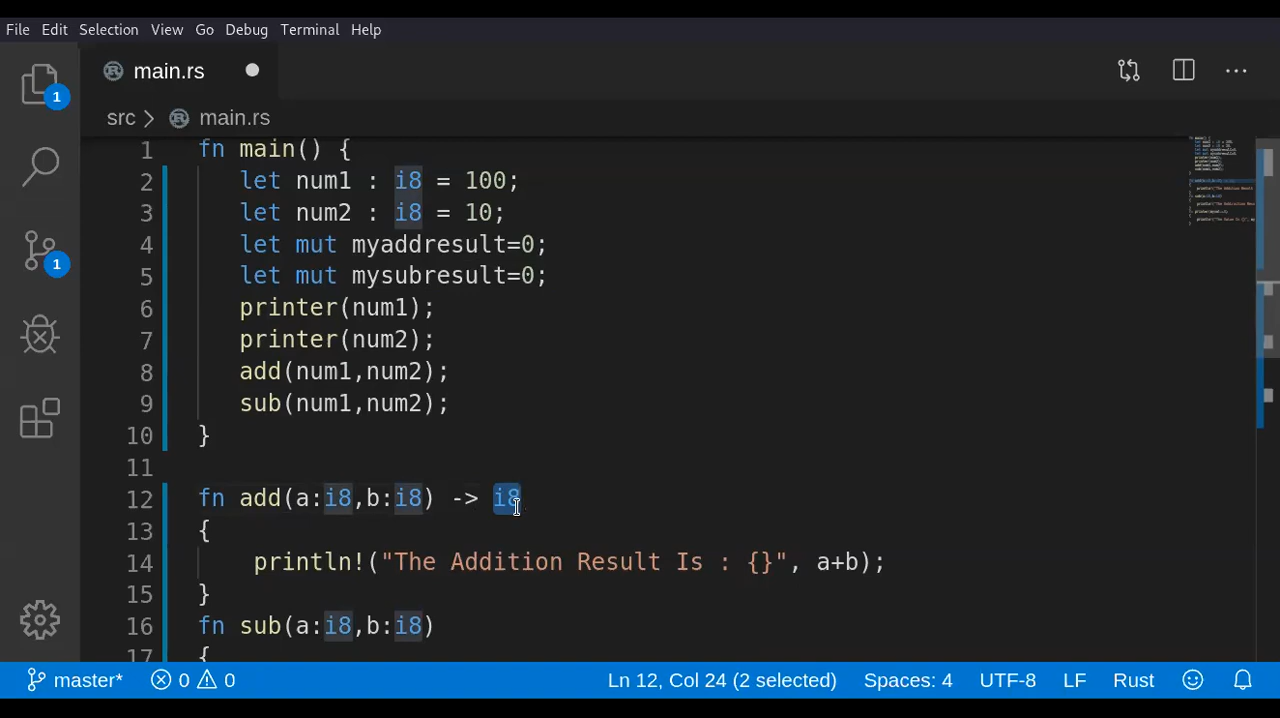 File Edit Selection View Go Debug Terminal Help
main.rs
src > main.rs
1 fn main() {
2 let num1 : i8 = 100;
3 let num2 : i8 = 10;
4 let mut myaddresult=0;
5 let mut mysubresult=0;
6 printer(num1);
7 printer(num2);
8 add(num1,num2);
9 sub(num1,num2);
10 }
11
12 fn add(a:i8,b:i8) -> i8
13 {
14 println!("The Addition Result Is : {}", a+b);
15 }
16 fn sub(a:i8,b:i8)
17 {
1
1
master* 0 0 Ln 12, Col 24 (2 selected) Spaces: 4 UTF-8 LF Rust